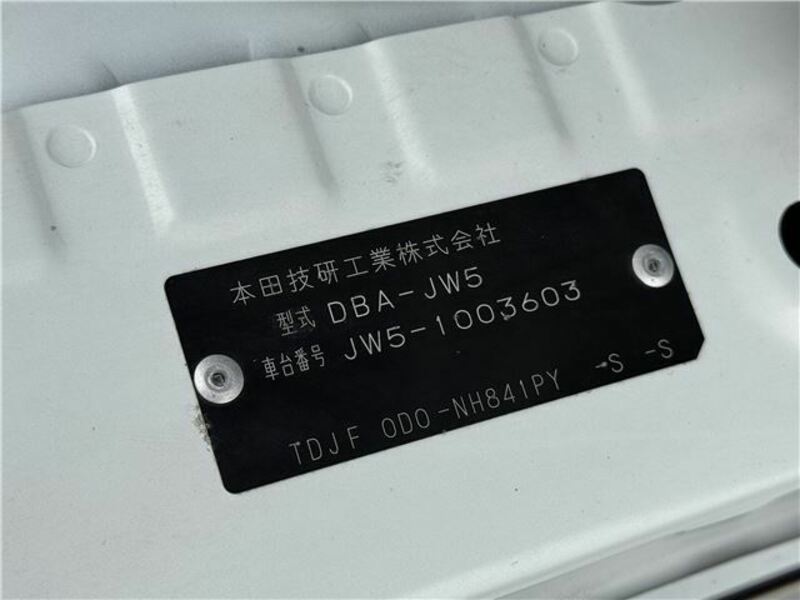 本田技研工業株式会社
型式 DBA-JW5
車台番号 JW5-1003603
TDJF 0D0-NH841PY -S -S